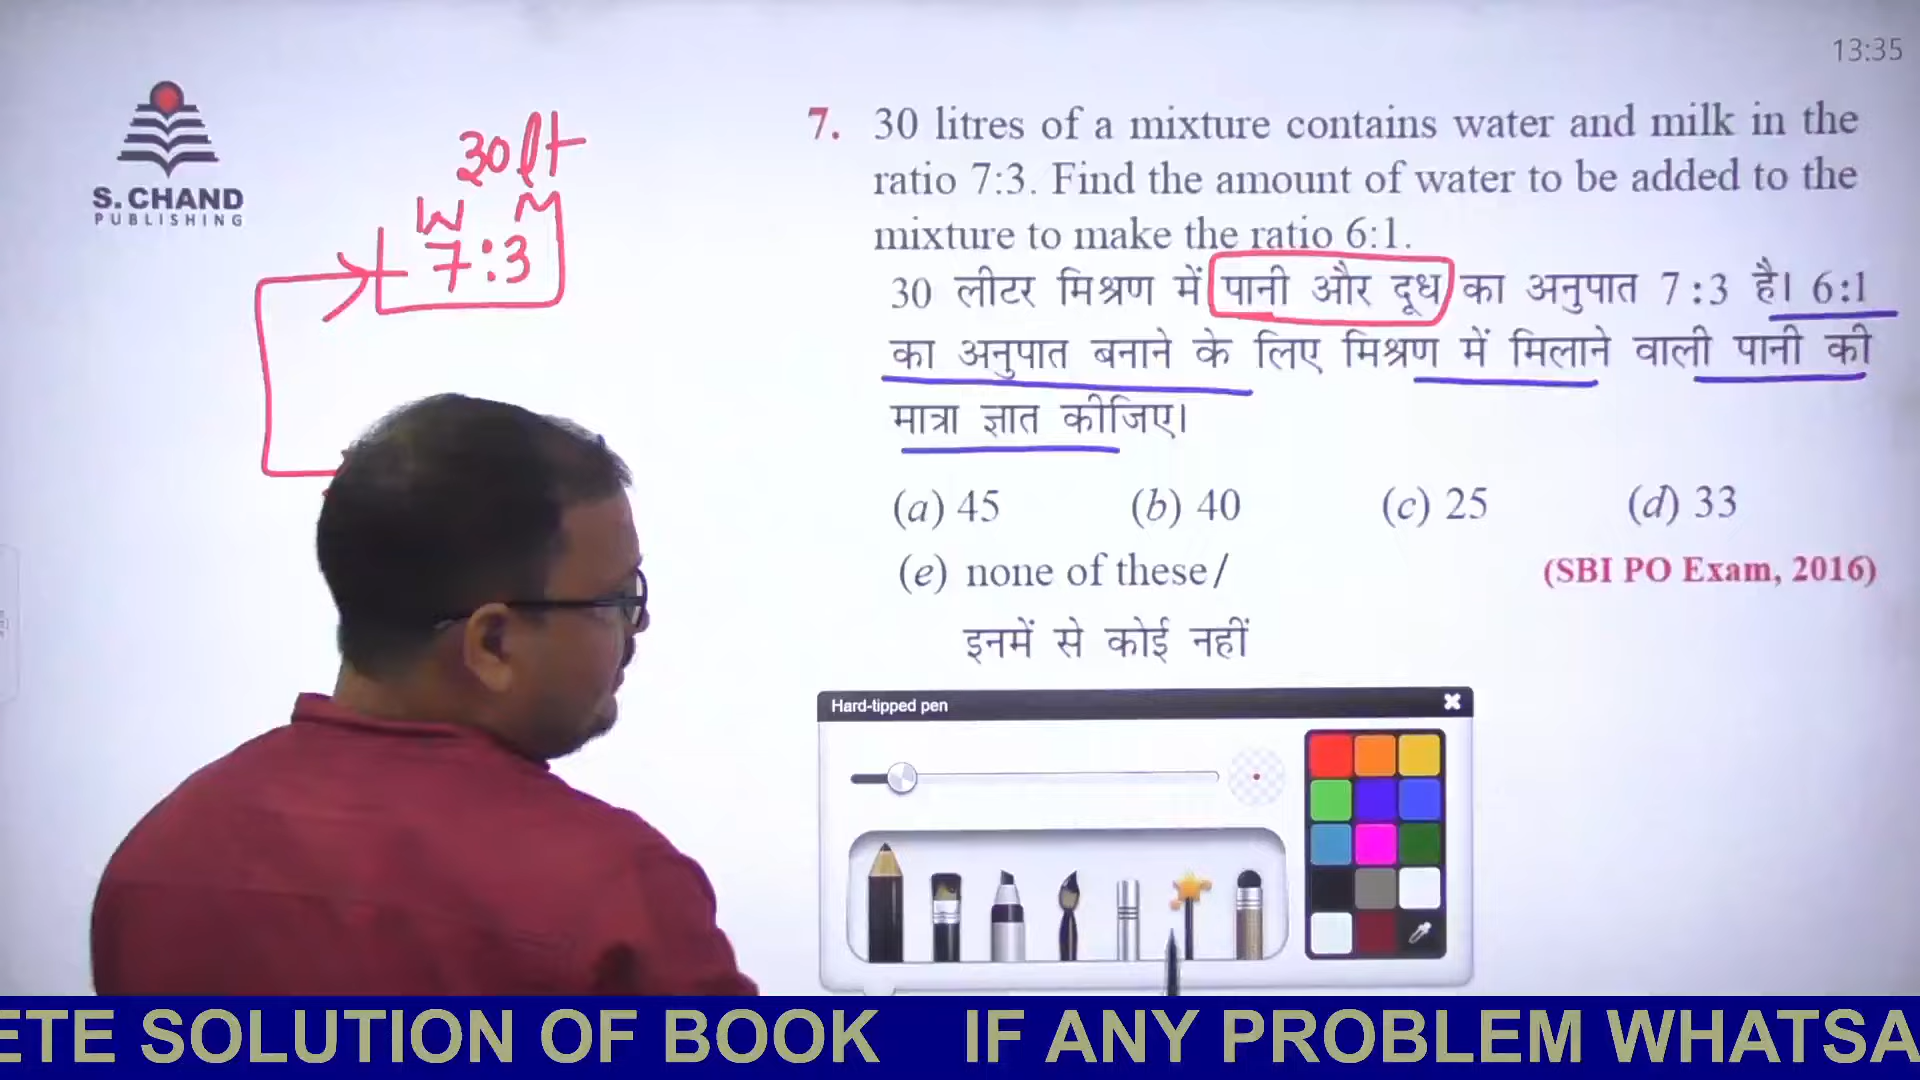 13:35
S. CHAND
PUBLISHING
30 lt
W M
7:3
7. 30 litres of a mixture contains water and milk in the
ratio 7:3. Find the amount of water to be added to the
mixture to make the ratio 6:1.
30 लीटर मिश्रण में पानी और दूध का अनुपात 7:3 है। 6:1
का अनुपात बनाने के लिए मिश्रण में मिलाने वाली पानी की
मात्रा ज्ञात कीजिए।
(a) 45 (b) 40 (c) 25 (d) 33
(e) none of these/
(SBI PO Exam, 2016)
इनमें से कोई नहीं
Hard-tipped pen
ETE SOLUTION OF BOOK IF ANY PROBLEM WHATSA